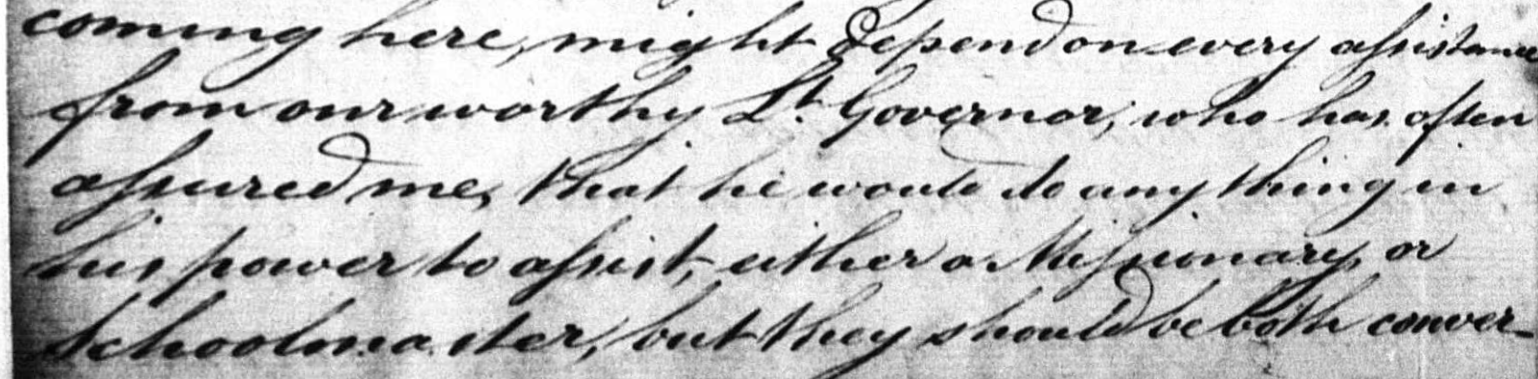 coming here, might depend on every assistance
from our worthy Lt. Governor, who has often
assured me, that he would do any thing in
his power to assist, either a Missionary, or
Schoolmaster, but they should be both conver-